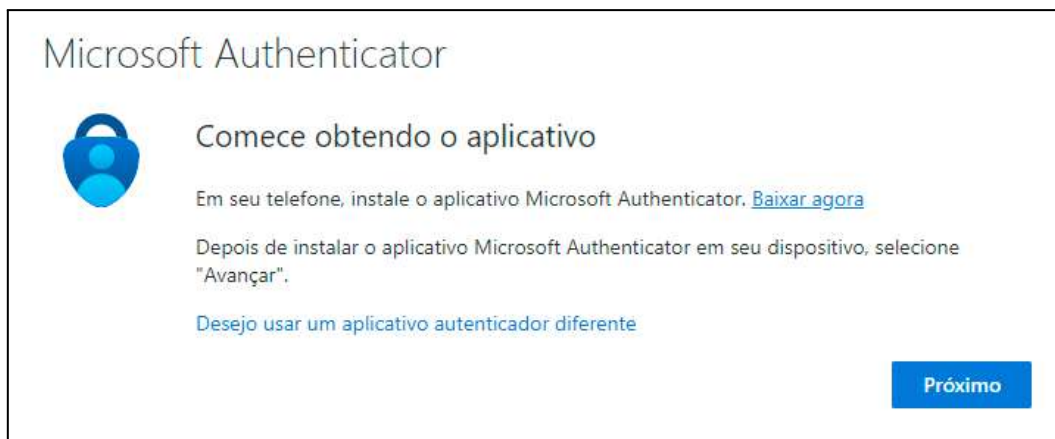 Microsoft Authenticator
Comece obtendo o aplicativo
Em seu telefone, instale o aplicativo Microsoft Authenticator. Baixar agora
Depois de instalar o aplicativo Microsoft Authenticator em seu dispositivo, selecione
"Avançar".
Desejo usar um aplicativo autenticador diferente
Próximo